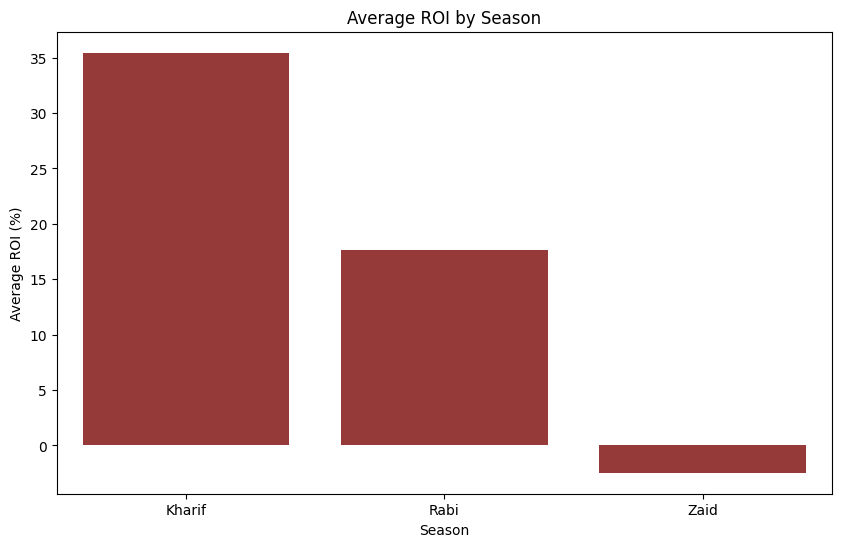 Average ROI by Season
Average ROI (%)
35
30
25
20
15
10
5
0
Kharif
Rabi
Zaid
Season